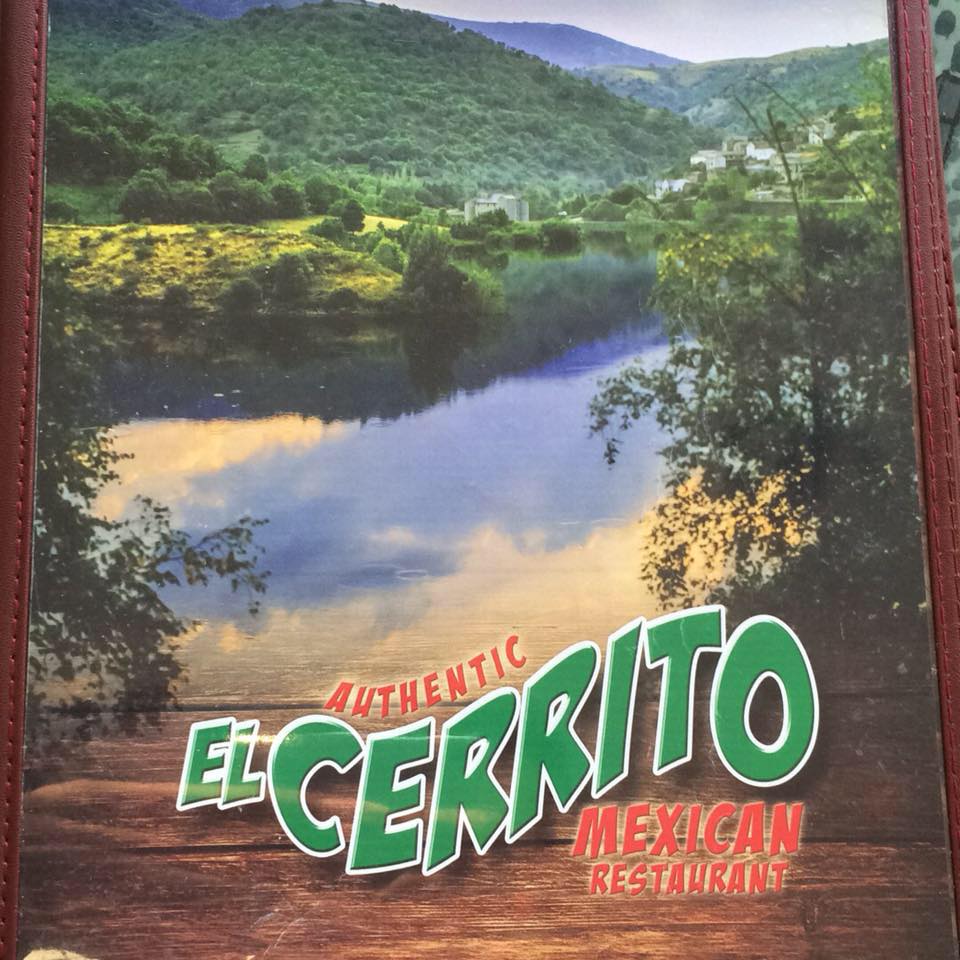 AUTHENTIC
EL CERRITO
MEXICAN
RESTAURANT